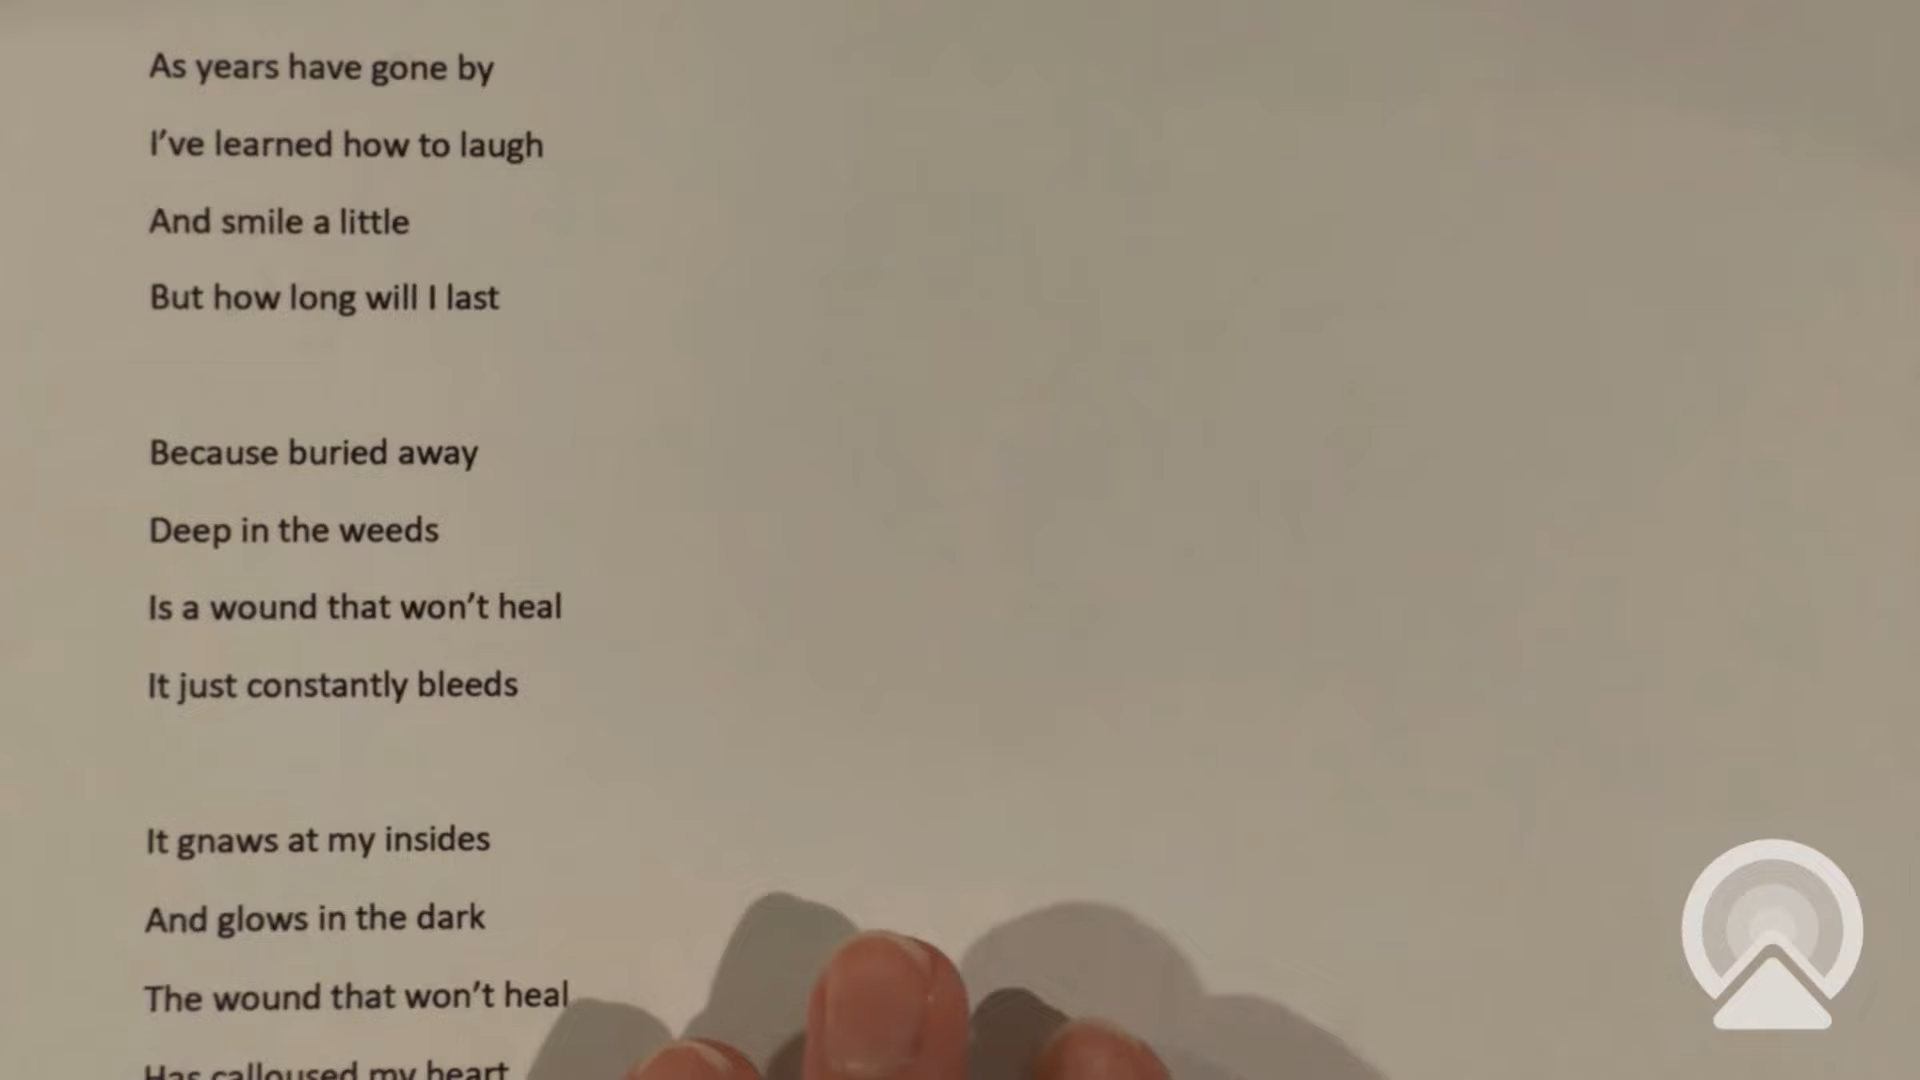 As years have gone by
I've learned how to laugh
And smile a little
But how long will I last
Because buried away
Deep in the weeds
Is a wound that won't heal
It just constantly bleeds
It gnaws at my insides
And glows in the dark
The wound that won't heal
Has calloused my heart